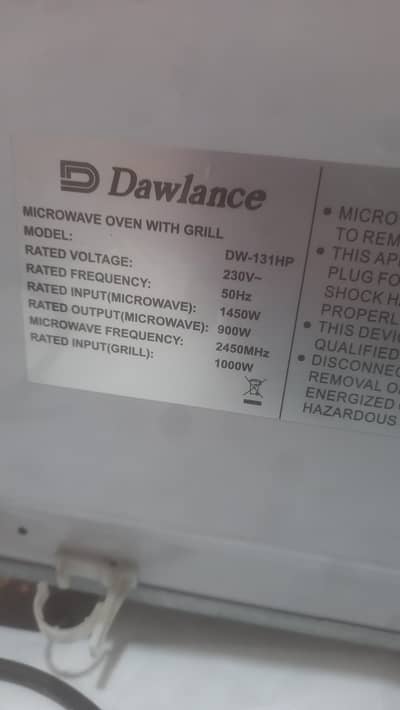 Dawlance
MICROWAVE OVEN WITH GRILL
MODEL: DW-131HP
RATED VOLTAGE: 230V~
RATED FREQUENCY: 50Hz
RATED INPUT(MICROWAVE): 1450W
RATED OUTPUT(MICROWAVE): 900W
MICROWAVE FREQUENCY: 2450MHz
RATED INPUT(GRILL): 1000W
• MICRO
TO REM
• THIS AP
PLUG FO
SHOCK H
PROPERL
• THIS DEVI
QUALIFIED
• DISCONNEC
REMOVAL O
ENERGIZED
HAZARDOUS